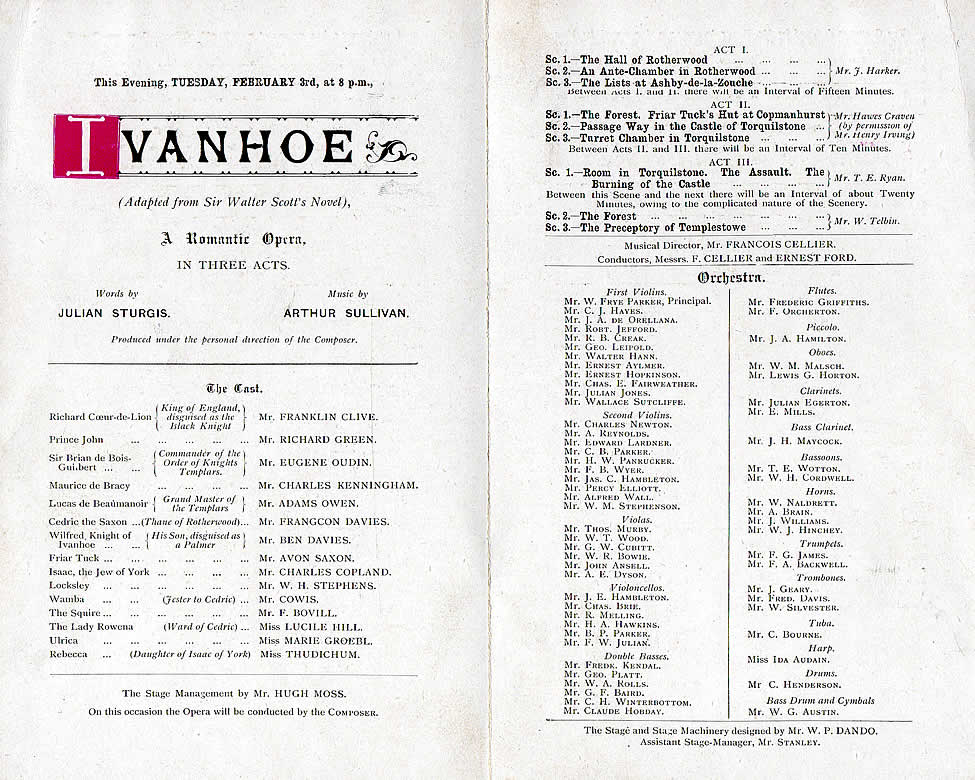 This Evening, TUESDAY, FEBRUARY 3rd, at 8 p.m.,
IVANHOE
(Adapted from Sir Walter Scott's Novel),
A Romantic Opera,
IN THREE ACTS.
Words by Music by
JULIAN STURGIS. ARTHUR SULLIVAN.
Produced under the personal direction of the Composer.
The Cast.
Richard Cœur-de-Lion { King of England, disguised as the Black Knight } Mr. FRANKLIN CLIVE.
Prince John ... ... ... ... ... Mr. RICHARD GREEN.
Sir Brian de Bois-Guilbert ... ... { Commander of the Order of Knights Templars. } Mr. EUGENE OUDIN.
Maurice de Bracy ... ... ... ... Mr. CHARLES KENNINGHAM.
Lucas de Beaumanoir { Grand Master of the Templars } Mr. ADAMS OWEN.
Cedric the Saxon ...(Thane of Rotherwood)... Mr. FRANGCON DAVIES.
Wilfred, Knight of Ivanhoe ... ... { His Son, disguised as a Palmer } Mr. BEN DAVIES.
Friar Tuck ... ... ... ... ... Mr. AVON SAXON.
Isaac, the Jew of York ... ... ... ... Mr. CHARLES COPLAND.
Locksley ... ... ... ... ... Mr. W. H. STEPHENS.
Wamba ... ... (Jester to Cedric) ... Mr. COWIS.
The Squire ... ... ... ... ... Mr. F. BOVILL.
The Lady Rowena (Ward of Cedric) ... Miss LUCILE HILL.
Ulrica ... ... ... ... ... Miss MARIE GROEBL.
Rebecca ... (Daughter of Isaac of York) Miss THUDICHUM.
The Stage Management by Mr. HUGH MOSS.
On this occasion the Opera will be conducted by the COMPOSER.
ACT I.
Sc. 1.—The Hall of Rotherwood ... ... ... ...
Sc. 2.—An Ante-Chamber in Rotherwood ... ... ... } Mr. J. Harker.
Sc. 3.—The Lists at Ashby-de-la-Zouche ... ... ...
Between Acts I. and II. there will be an Interval of Fifteen Minutes.
ACT II.
Sc. 1.—The Forest. Friar Tuck's Hut at Copmanhurst } Mr. Hawes Craven
Sc. 2.—Passage Way in the Castle of Torquilstone ... (by permission of
Sc. 3.—Turret Chamber in Torquilstone ... ... ... Mr. Henry Irving)
Between Acts II. and III. there will be an Interval of Ten Minutes.
ACT III.
Sc. 1.—Room in Torquilstone. The Assault. The
Burning of the Castle ... ... ... ... } Mr. T. E. Ryan.
Between this Scene and the next there will be an Interval of about Twenty
Minutes, owing to the complicated nature of the Scenery.
Sc. 2.—The Forest ... ... ... ... ... ...
Sc. 3.—The Preceptory of Templestowe ... ... ... } Mr. W. Telbin.
Musical Director, Mr. FRANCOIS CELLIER.
Conductors, Messrs. F. CELLIER and ERNEST FORD.
Orchestra.
First Violins.
Mr. W. FRYE PARKER, Principal.
Mr. C. J. HAYES.
Mr. J. A. DE ORELLANA.
Mr. ROBT. JEFFORD.
Mr. R. B. CREAK.
Mr. GEO. LEIPOLD.
Mr. WALTER HANN.
Mr. ERNEST AYLMER.
Mr. ERNEST HOPKINSON.
Mr. CHAS. E. FAIRWEATHER.
Mr. JULIAN JONES.
Mr. WALLACE SUTCLIFFE.
Second Violins.
Mr. CHARLES NEWTON.
Mr. A. REYNOLDS.
Mr. EDWARD LARDNER.
Mr. C. B. PARKER.
Mr. H. W. PANRUCKER.
Mr. F. B. WYER.
Mr. JAS. C. HAMBLETON.
Mr. PERCY ELLIOTT.
Mr. ALFRED WALL.
Mr. W. M. STEPHENSON.
Violas.
Mr. THOS. MURBY.
Mr. W. T. WOOD.
Mr. G. W. CUBITT.
Mr. W. R. BOWIE.
Mr. JOHN ANSELL.
Mr. A. E. DYSON.
Violoncellos.
Mr. J. E. HAMBLETON.
Mr. CHAS. BRIE.
Mr. R. MELLING.
Mr. H. A. HAWKINS.
Mr. B. P. PARKER.
Mr. F. W. JULIAN.
Double Basses.
Mr. FREDK. KENDAL.
Mr. GEO. PLATT.
Mr. W. A. ROLLS.
Mr. G. F. BAIRD.
Mr. C. H. WINTERBOTTOM.
Mr. CLAUDE HOBDAY.
Flutes.
Mr. FREDERIC GRIFFITHS.
Mr. F. ORCHERTON.
Piccolo.
Mr. J. A. HAMILTON.
Oboes.
Mr. W. M. MALSCH.
Mr. LEWIS G. HORTON.
Clarinets.
Mr. JULIAN EGERTON.
Mr. E. MILLS.
Bass Clarinet.
Mr. J. H. MAYCOCK.
Bassoons.
Mr. T. E. WOTTON.
Mr. W. H. CORDWELL.
Horns.
Mr. W. NALDRETT.
Mr. A. BRAIN.
Mr. J. WILLIAMS.
Mr. W. J. HINCHEY.
Trumpets.
Mr. F. G. JAMES.
Mr. F. A. BACKWELL.
Trombones.
Mr. J. GEARY.
Mr. FRED. DAVIS.
Mr. W. SILVESTER.
Tuba.
Mr. C. BOURNE.
Harp.
Miss IDA AUDAIN.
Drums.
Mr C. HENDERSON.
Bass Drum and Cymbals
Mr. W. G. AUSTIN.
The Stage and Stage Machinery designed by Mr. W. P. DANDO.
Assistant Stage-Manager, Mr. STANLEY.